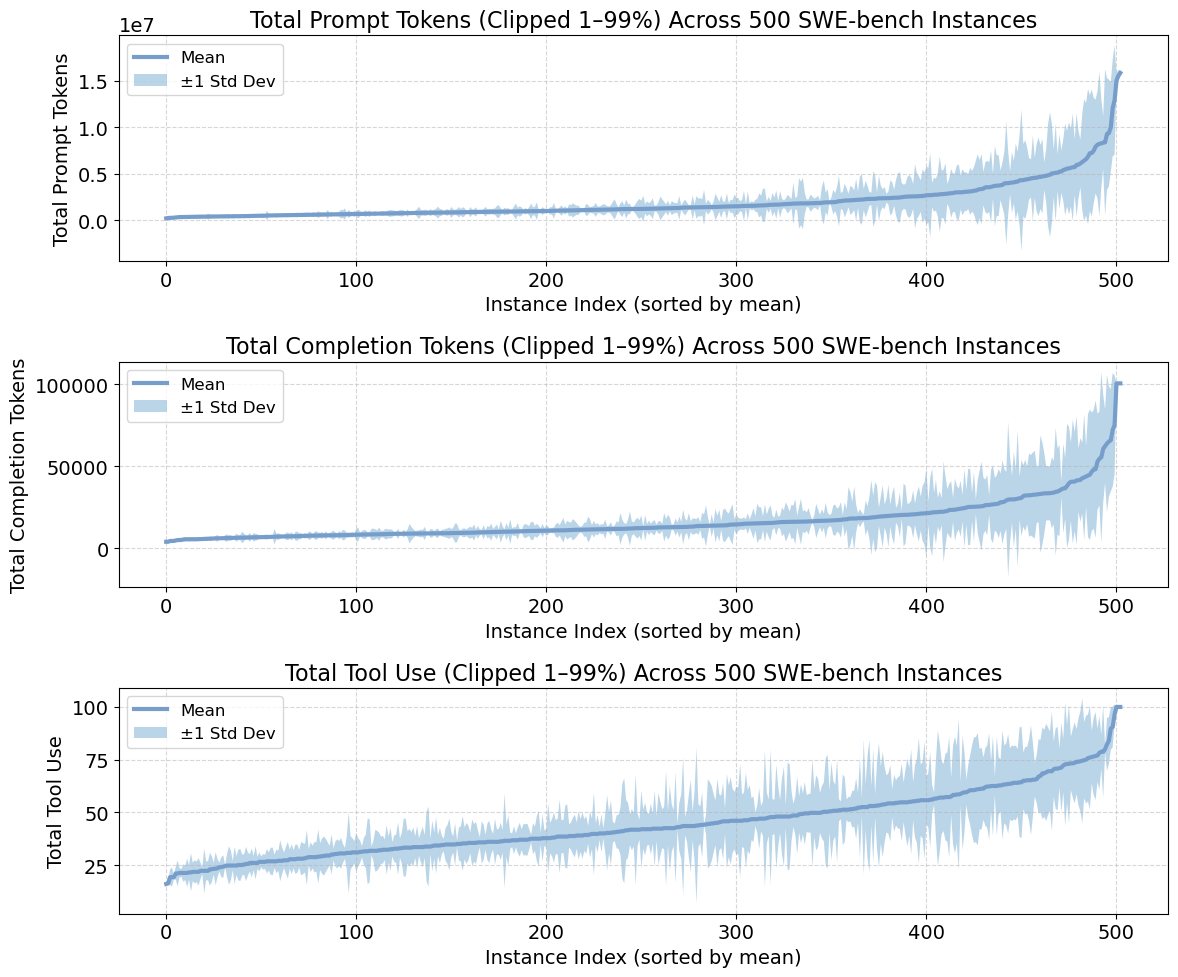 Total Prompt Tokens (Clipped 1–99%) Across 500 SWE-bench Instances
1e7
Mean
±1 Std Dev
Total Prompt Tokens
1.5
1.0
0.5
0.0
0 100 200 300 400 500
Instance Index (sorted by mean)
Total Completion Tokens (Clipped 1–99%) Across 500 SWE-bench Instances
Mean
±1 Std Dev
Total Completion Tokens
100000
50000
0
0 100 200 300 400 500
Instance Index (sorted by mean)
Total Tool Use (Clipped 1–99%) Across 500 SWE-bench Instances
Mean
±1 Std Dev
Total Tool Use
100
75
50
25
0 100 200 300 400 500
Instance Index (sorted by mean)